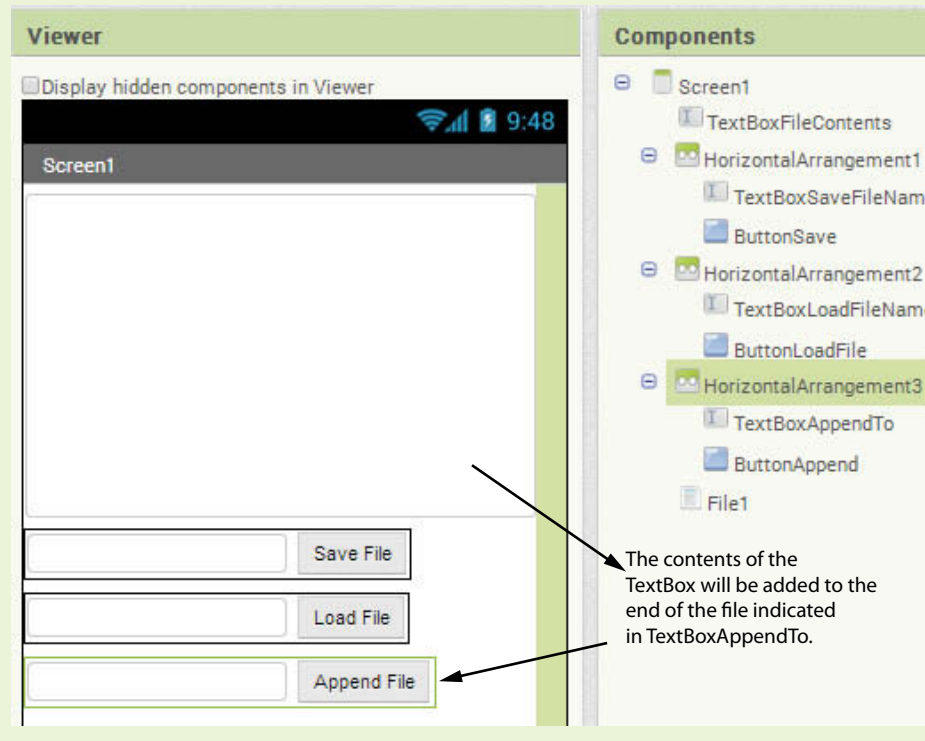 Viewer
Display hidden components in Viewer
9:48
Screen1
Save File
Load File
Append File
Components
Screen1
TextBoxFileContents
HorizontalArrangement1
TextBoxSaveFileNam
ButtonSave
HorizontalArrangement2
TextBoxLoadFileNam
ButtonLoadFile
HorizontalArrangement3
TextBoxAppendTo
ButtonAppend
File1
The contents of the
TextBox will be added to the
end of the file indicated
in TextBoxAppendTo.